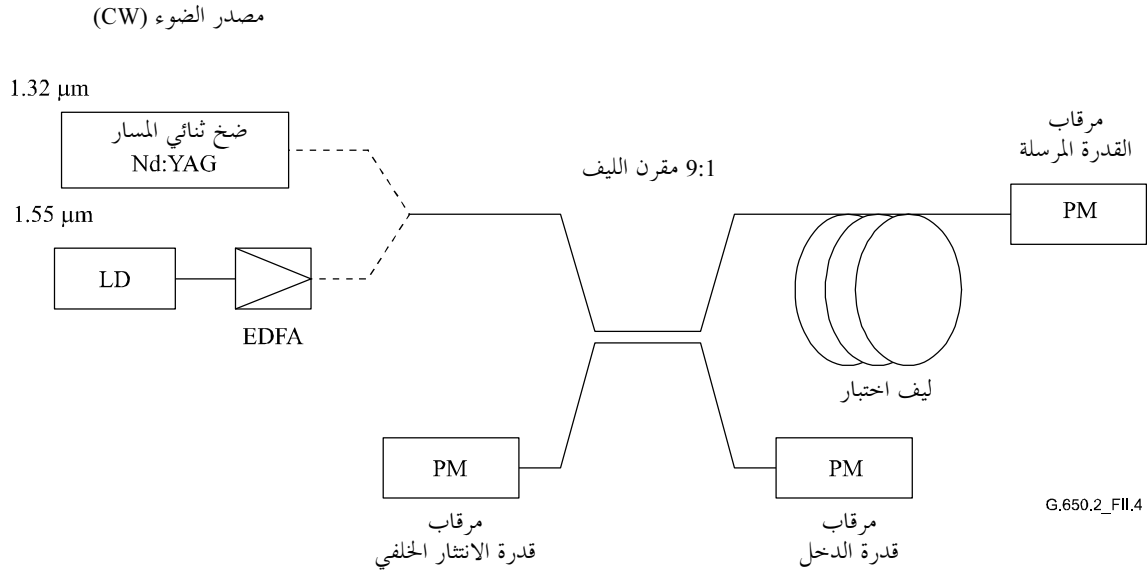 مصدر الضوء (CW)
1.32 µm
ضخ ثنائي المسار
Nd:YAG
1.55 µm
LD
EDFA
9:1 مقرن الليف
مرقاب
القدرة المرسلة
PM
ليف اختبار
PM
مرقاب
قدرة الانتثار الخلفي
PM
مرقاب
قدرة الدخل
G.650.2_FII.4